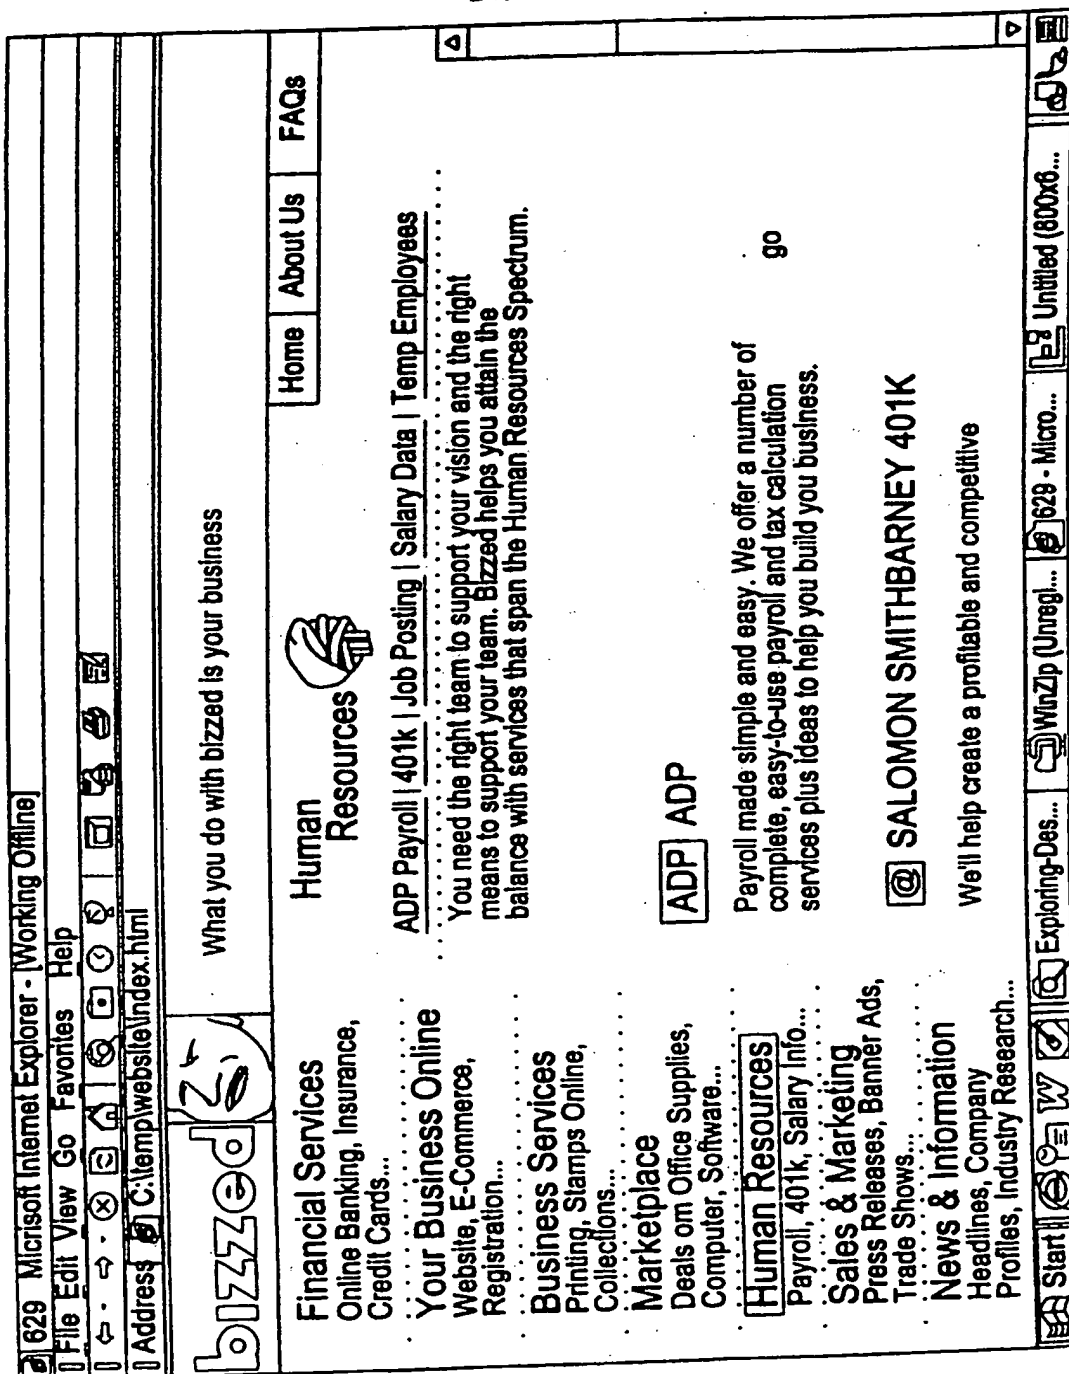 629 Micrisoft Internet Explorer - [Working Offline]
File Edit View Go Favorites Help
Address C:\temp\website\index.html
bizzed
What you do with bizzed is your business
Home | About Us | FAQs
Financial Services
Online Banking, Insurance,
Credit Cards...
Your Business Online
Website, E-Commerce,
Registration...
Business Services
Printing, Stamps Online,
Collections...
Marketplace
Deals om Office Supplies,
Computer, Software...
Human Resources
Payroll, 401k, Salary Info...
Sales & Marketing
Press Releases, Banner Ads,
Trade Shows...
News & Information
Headlines, Company
Profiles, Industry Research...
Human
Resources
ADP Payroll | 401k | Job Posting | Salary Data | Temp Employees
You need the right team to support your vision and the right
means to support your team. Bizzed helps you attain the
balance with services that span the Human Resources Spectrum.
ADP ADP
Payroll made simple and easy. We offer a number of
complete, easy-to-use payroll and tax calculation
services plus ideas to help you build you business.
go
@ SALOMON SMITHBARNEY 401K
We'll help create a profitable and competitive
Start Exploring-Des... WinZip (Unregi... 629 - Micro... Untitled (800x6...